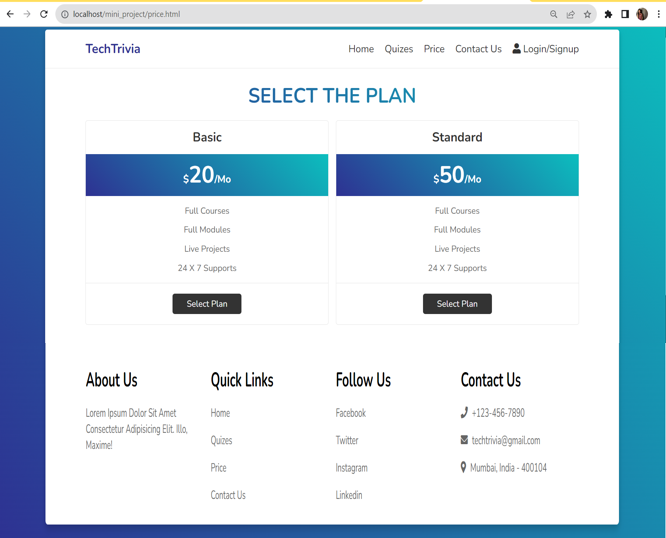 localhost/mini_project/price.html
TechTrivia
Home Quizes Price Contact Us Login/Signup
SELECT THE PLAN
Basic
$20/Mo
Full Courses
Full Modules
Live Projects
24 X 7 Supports
Select Plan
Standard
$50/Mo
Full Courses
Full Modules
Live Projects
24 X 7 Supports
Select Plan
About Us
Lorem Ipsum Dolor Sit Amet
Consectetur Adipisicing Elit. Illo,
Maxime!
Quick Links
Home
Quizes
Price
Contact Us
Follow Us
Facebook
Twitter
Instagram
Linkedin
Contact Us
+123-456-7890
techtrivia@gmail.com
Mumbai, India - 400104